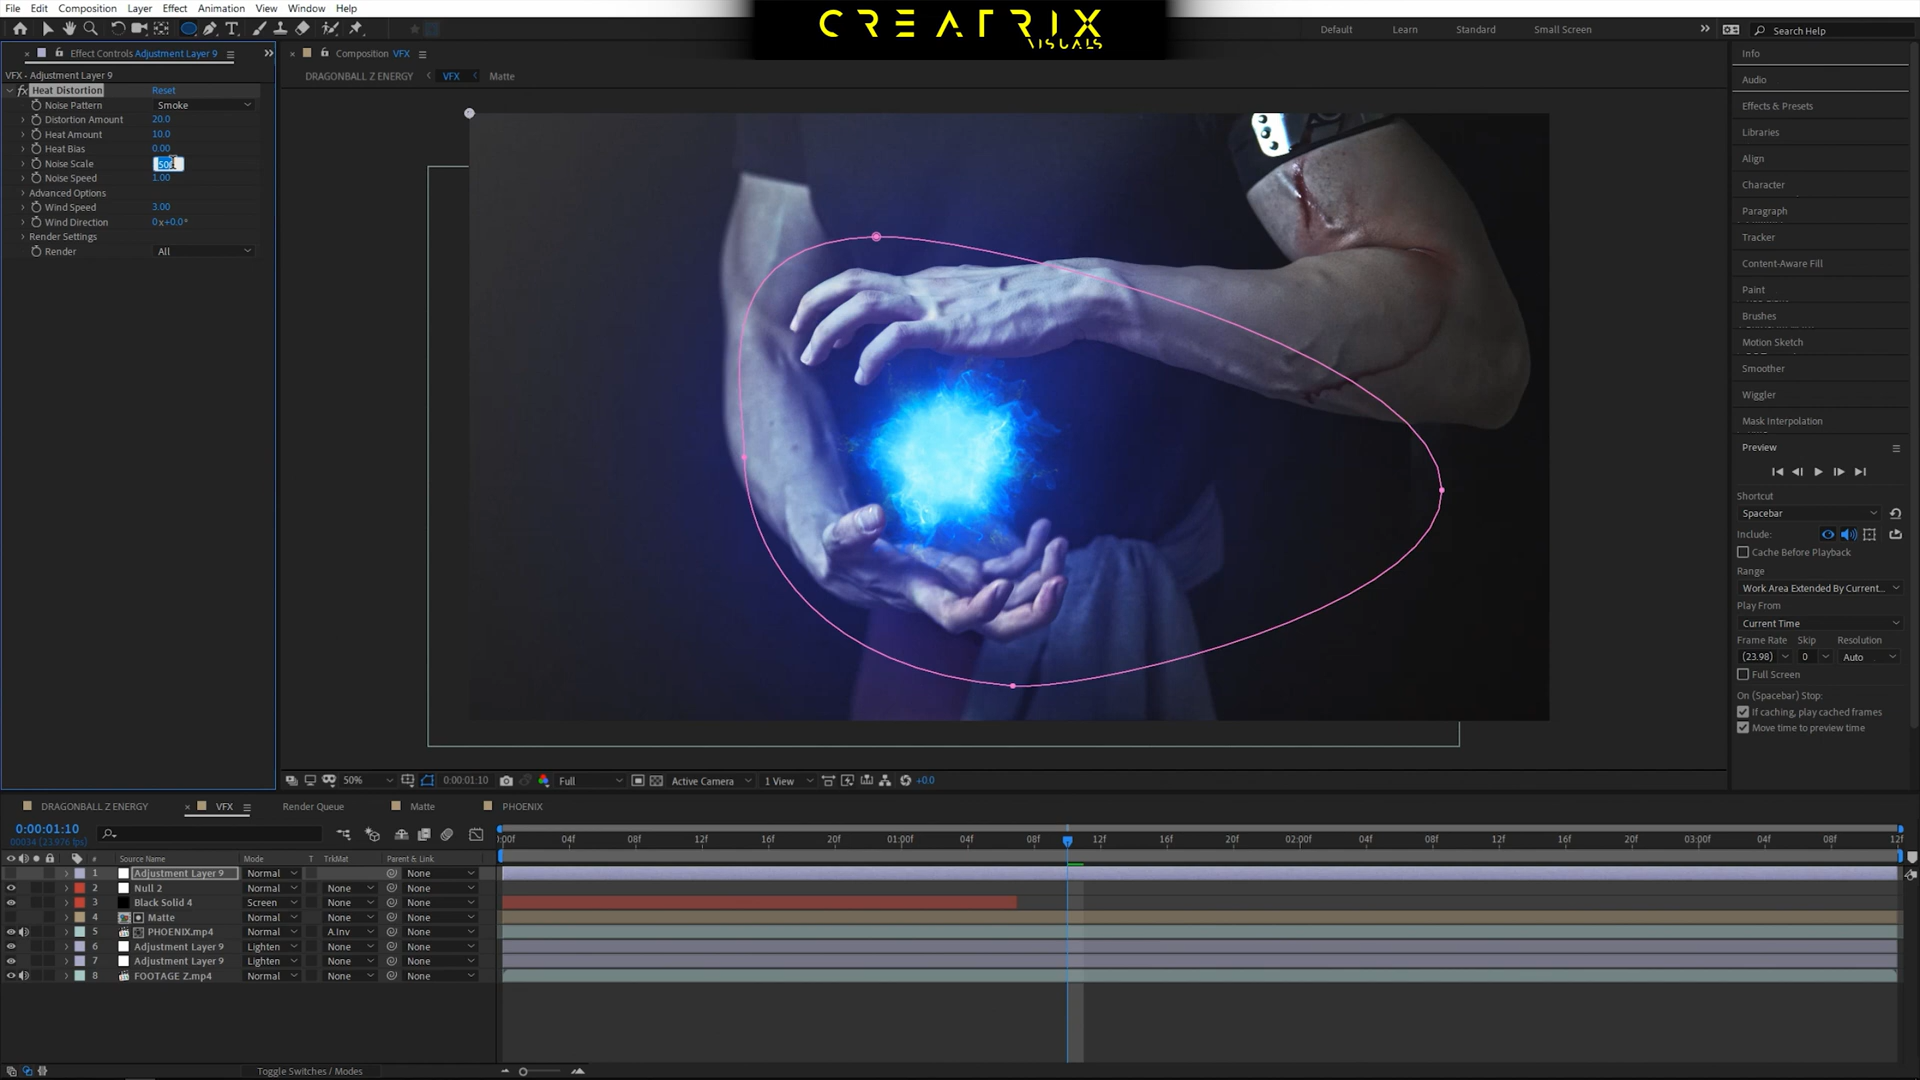 File Edit Composition Layer Effect Animation View Window Help
CREATRIX
VISUALS
Default Learn Standard Small Screen Search Help
Effect Controls Adjustment Layer 9
VFX - Adjustment Layer 9
fx Heat Distortion Reset
Noise Pattern Smoke
Distortion Amount 20.0
Heat Amount 10.0
Heat Bias 0.00
Noise Scale
Noise Speed 1.00
Advanced Options
Wind Speed 3.00
Wind Direction 0x+0.0°
Render Settings
Render All
Composition VFX
DRAGONBALL Z ENERGY VFX Matte
Info
Audio
Effects & Presets
Libraries
Align
Character
Paragraph
Tracker
Content-Aware Fill
Paint
Brushes
Motion Sketch
Smoother
Wiggler
Mask Interpolation
Preview
Shortcut
Spacebar
Include:
Cache Before Playback
Range
Work Area Extended By Current...
Play From
Current Time
Frame Rate Skip Resolution
(23.98) 0 Auto
Full Screen
On (Spacebar) Stop:
If caching, play cached frames
Move time to preview time
50% 0:00:01:10 Full Active Camera 1 View +0.0
DRAGONBALL Z ENERGY VFX Render Queue Matte PHOENIX
0:00:01:10
00034 (23.976 fps)
:00f 04f 08f 12f 16f 20f 01:00f 04f 08f 12f 16f 20f 02:00f 04f 08f 12f 16f 20f 03:00f 04f 08f 12f
# Source Name Mode T TrkMat Parent & Link
1 Adjustment Layer 9 Normal None
2 Null 2 Normal None None
3 Black Solid 4 Screen None None
4 Matte Normal None None
5 PHOENIX.mp4 Normal A.Inv None
6 Adjustment Layer 9 Lighten None None
7 Adjustment Layer 9 Lighten None None
8 FOOTAGE Z.mp4 Normal None None
Toggle Switches / Modes